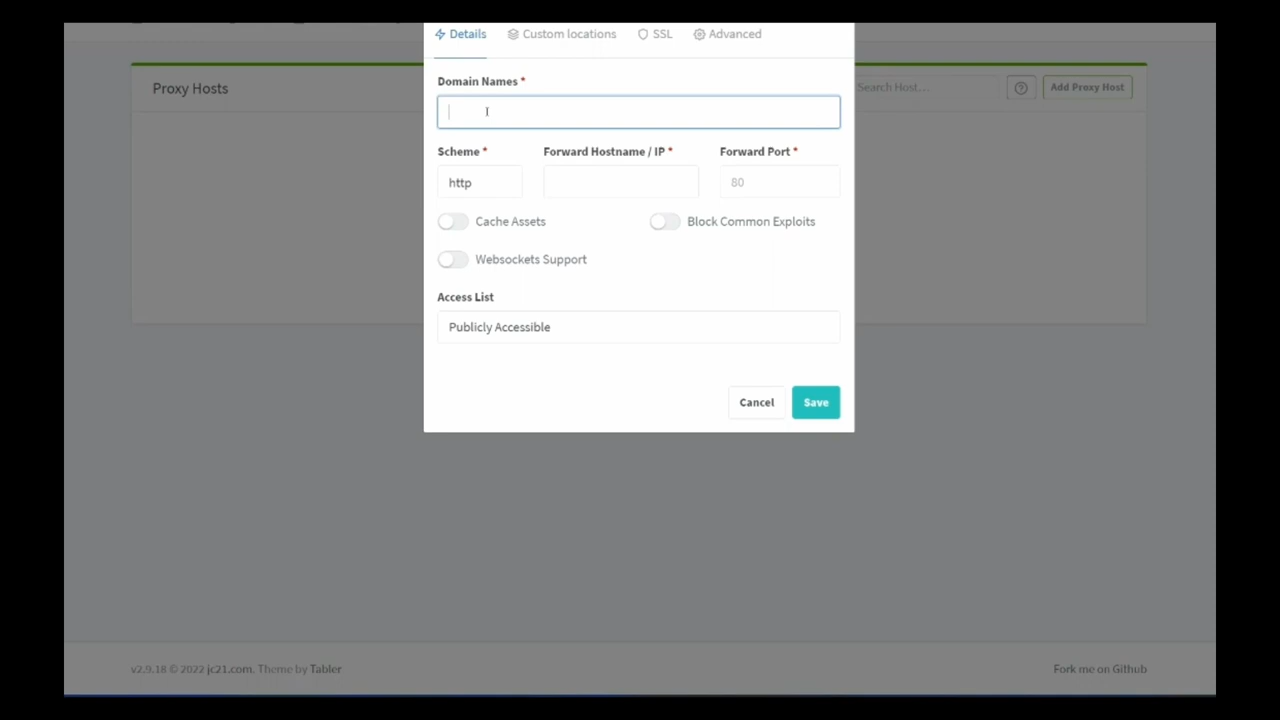 Details Custom locations SSL Advanced
Proxy Hosts
Search Host...
Add Proxy Host
Domain Names *
Scheme * Forward Hostname / IP * Forward Port *
http 80
Cache Assets Block Common Exploits
Websockets Support
Access List
Publicly Accessible
Cancel Save
v2.9.18 © 2022 jc21.com. Theme by Tabler
Fork me on Github